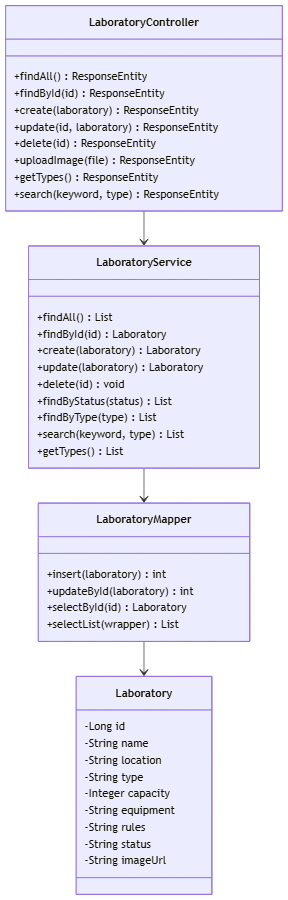 LaboratoryController
+findAll() : ResponseEntity
+findById(id) : ResponseEntity
+create(laboratory) : ResponseEntity
+update(id, laboratory) : ResponseEntity
+delete(id) : ResponseEntity
+uploadImage(file) : ResponseEntity
+getTypes() : ResponseEntity
+search(keyword, type) : ResponseEntity
LaboratoryService
+findAll() : List
+findById(id) : Laboratory
+create(laboratory) : Laboratory
+update(laboratory) : Laboratory
+delete(id) : void
+findByStatus(status) : List
+findByType(type) : List
+search(keyword, type) : List
+getTypes() : List
LaboratoryMapper
+insert(laboratory) : int
+updateById(laboratory) : int
+selectById(id) : Laboratory
+selectList(wrapper) : List
Laboratory
-Long id
-String name
-String location
-String type
-Integer capacity
-String equipment
-String rules
-String status
-String imageUrl